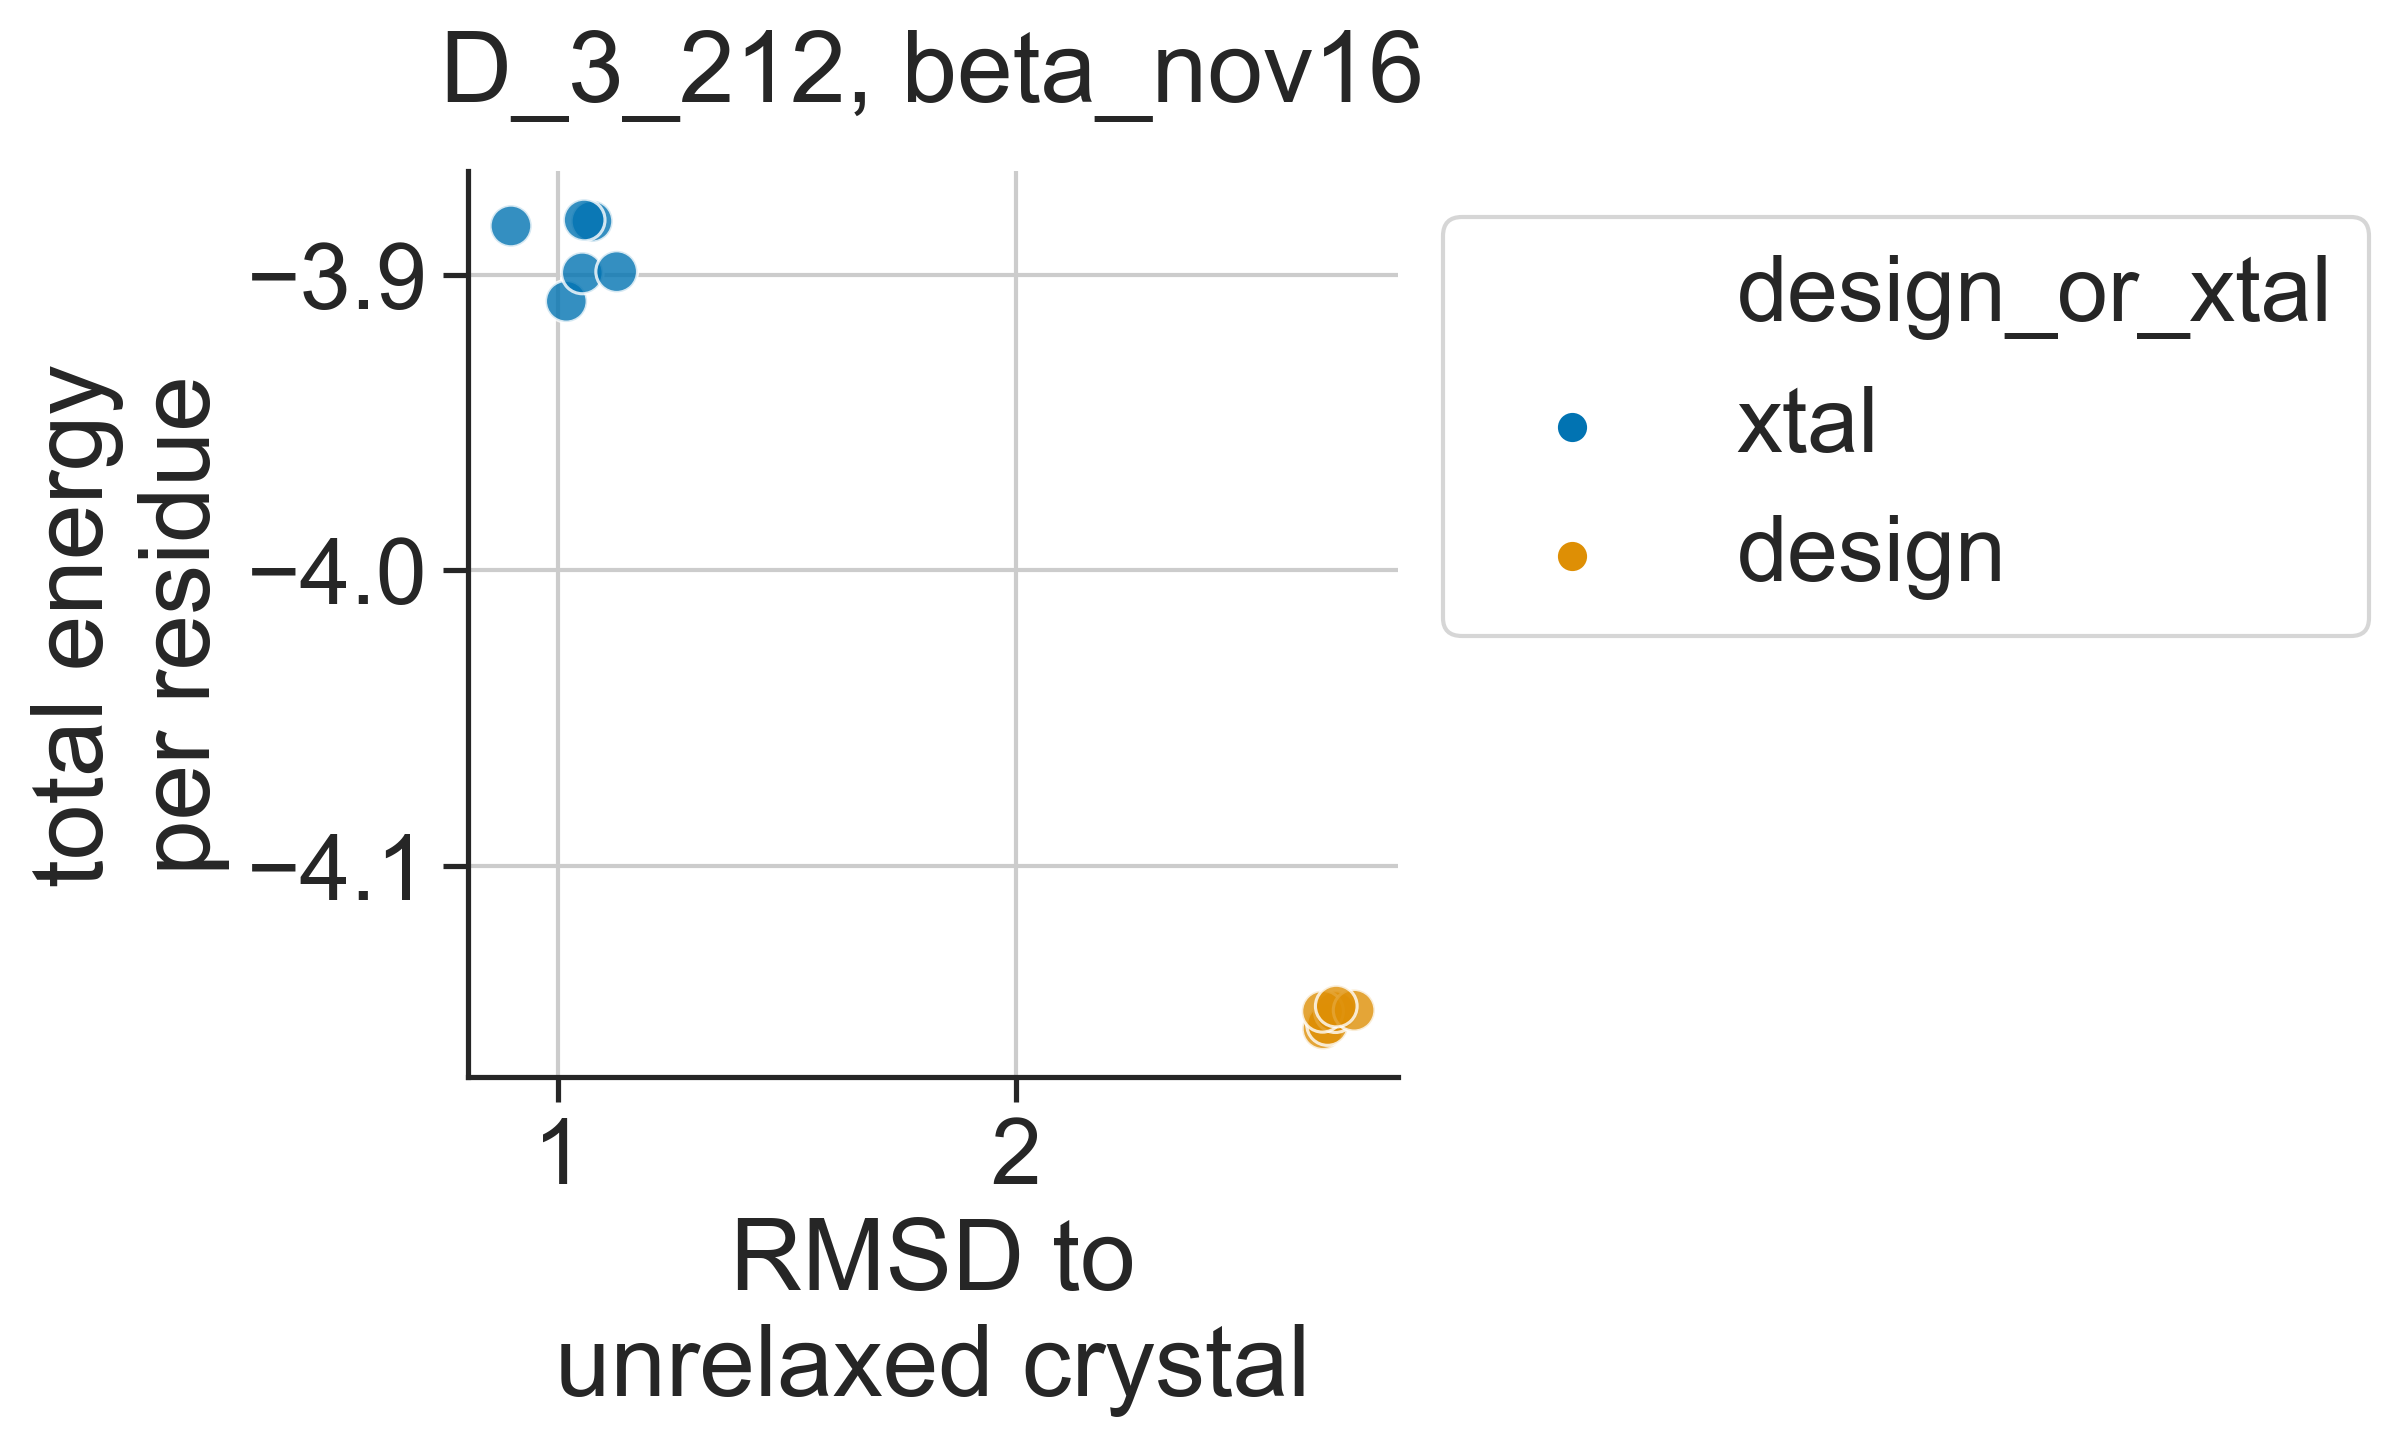 D_3_212, beta_nov16
total energy
per residue
−3.9
−4.0
−4.1
1
2
RMSD to
unrelaxed crystal
design_or_xtal
xtal
design